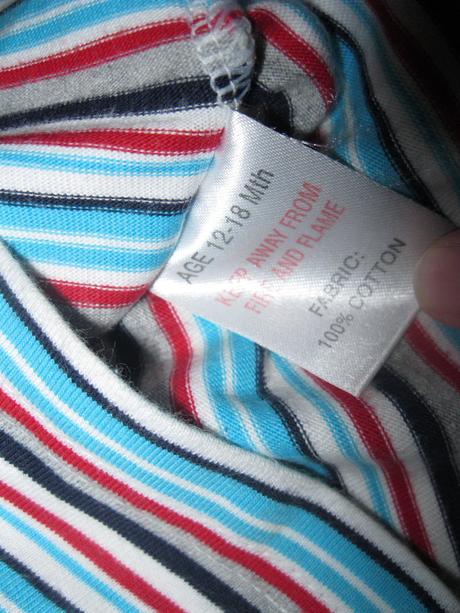 AGE 12-18 Mth
KEEP AWAY FROM
FIRE AND FLAME
FABRIC:
100% COTTON